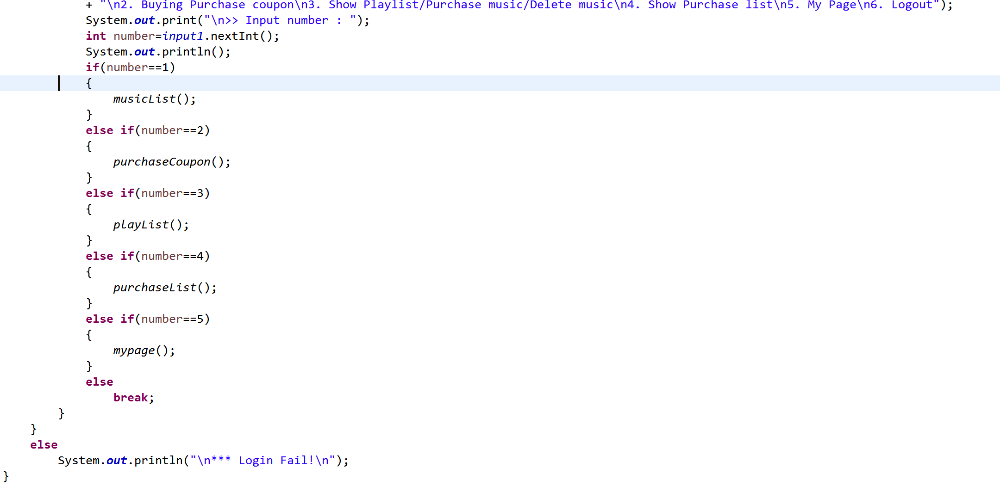 + "\n2. Buying Purchase coupon\n3. Show Playlist/Purchase music/Delete music\n4. Show Purchase list\n5. My Page\n6. Logout");
System.out.print("\n>> Input number : ");
int number=input1.nextInt();
System.out.println();
if(number==1)
{
musicList();
}
else if(number==2)
{
purchaseCoupon();
}
else if(number==3)
{
playList();
}
else if(number==4)
{
purchaseList();
}
else if(number==5)
{
mypage();
}
else
break;
}
}
else
System.out.println("\n*** Login Fail!\n");
}